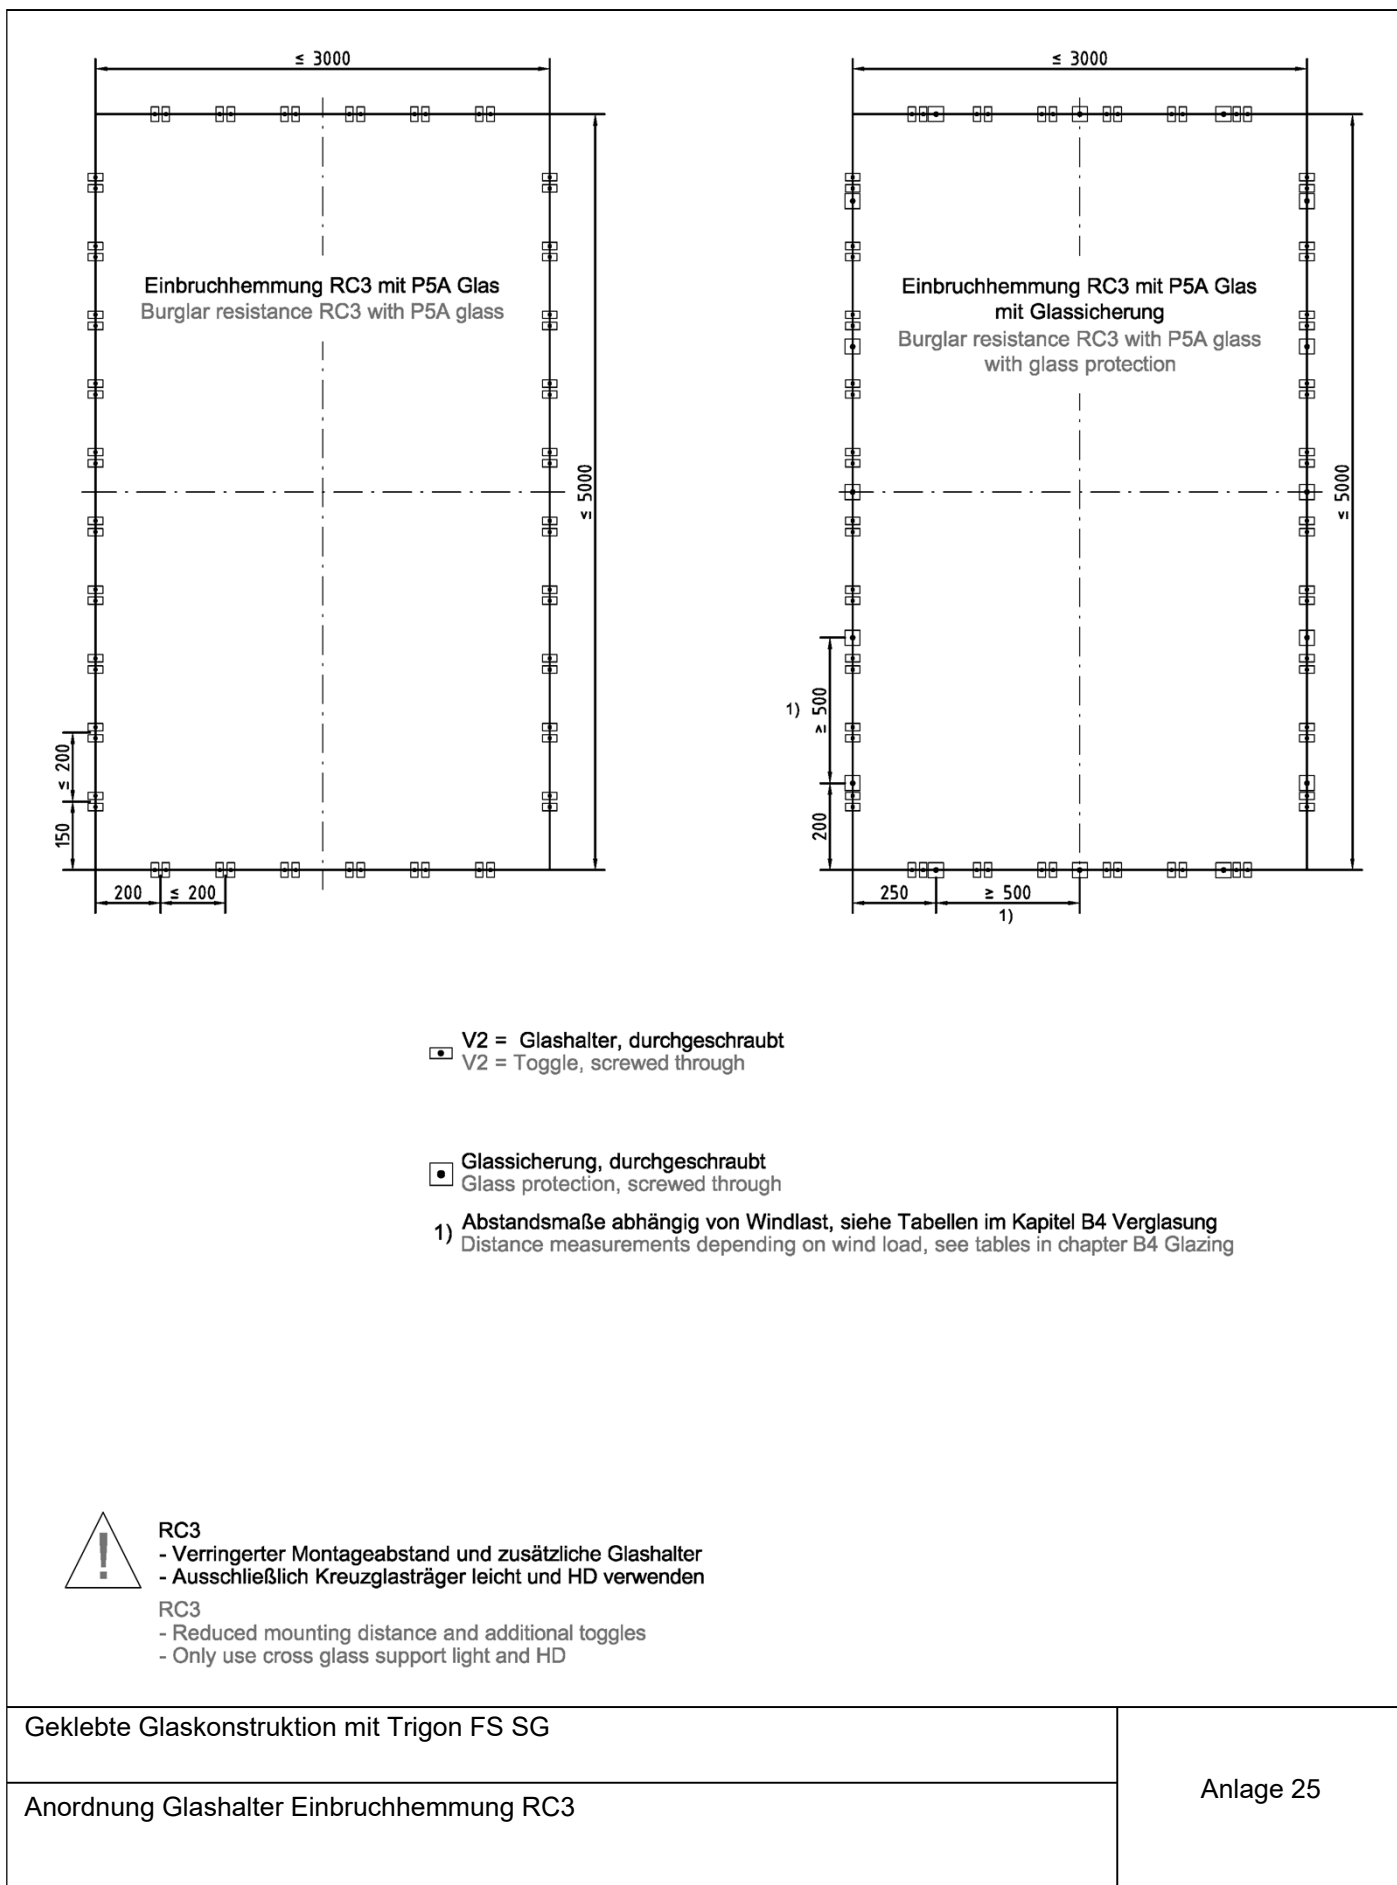 ≤ 3000
Einbruchhemmung RC3 mit P5A Glas
Burglar resistance RC3 with P5A glass
≤ 5000
≤ 200
150
200
≤ 200
≤ 3000
Einbruchhemmung RC3 mit P5A Glas
mit Glassicherung
Burglar resistance RC3 with P5A glass
with glass protection
≤ 5000
1) ≥ 500
200
250
≥ 500
1)
V2 = Glashalter, durchgeschraubt
V2 = Toggle, screwed through
Glassicherung, durchgeschraubt
Glass protection, screwed through
1) Abstandsmaße abhängig von Windlast, siehe Tabellen im Kapitel B4 Verglasung
Distance measurements depending on wind load, see tables in chapter B4 Glazing
!
RC3
- Verringerter Montageabstand und zusätzliche Glashalter
- Ausschließlich Kreuzglasträger leicht und HD verwenden
RC3
- Reduced mounting distance and additional toggles
- Only use cross glass support light and HD
Geklebte Glaskonstruktion mit Trigon FS SG
Anordnung Glashalter Einbruchhemmung RC3
Anlage 25